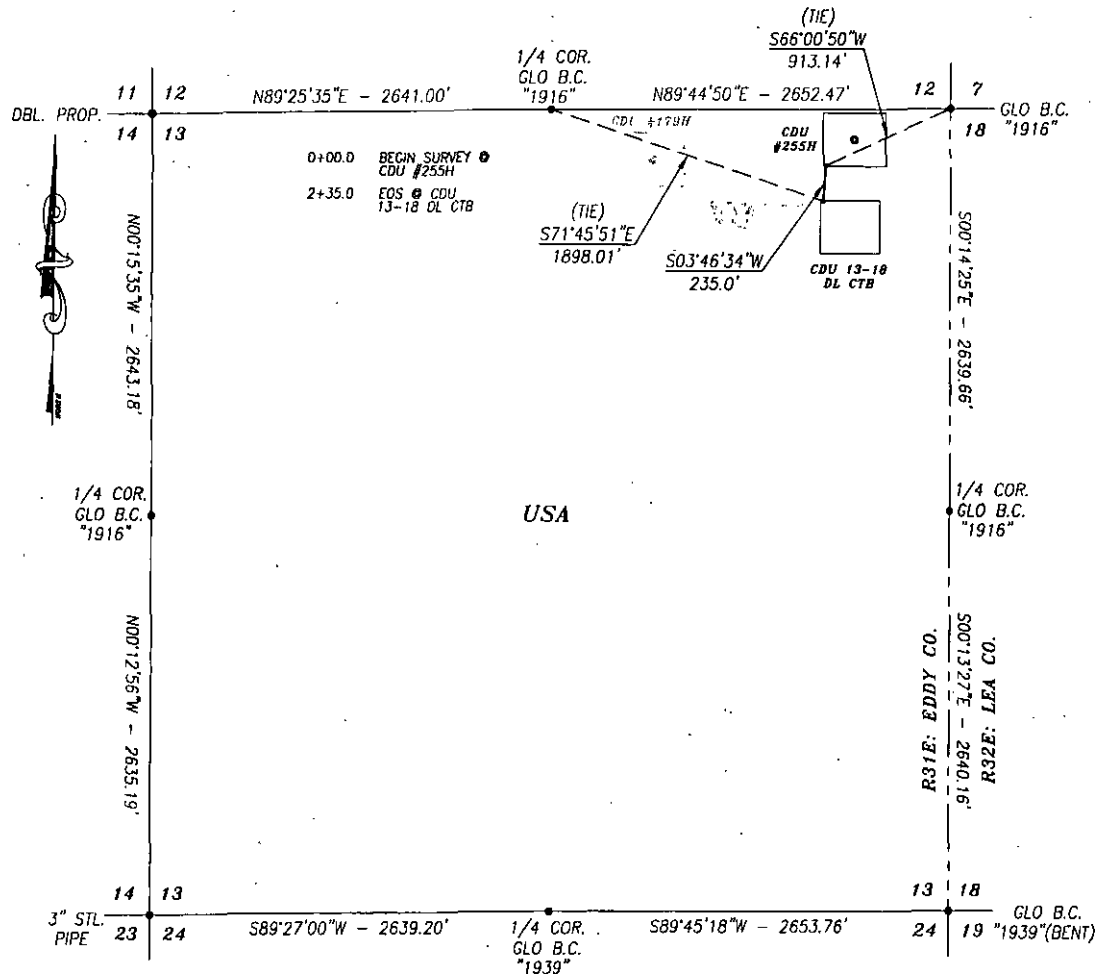 (TIE)
S66°00'50"W
913.14'
1/4 COR.
GLO B.C.
"1916"
11 12
N89°25'35"E - 2641.00'
N89°44'50"E - 2652.47'
12 7
DBL. PROP.
GLO B.C.
"1916"
14 13
18
CDU #179H
CDU
#255H
0+00.0 BEGIN SURVEY @
CDU #255H
2+35.0 EOS @ CDU
13-18 DL CTB
(TIE)
S71°45'51"E
1898.01'
S03°46'34"W
235.0'
CDU 13-18
DL CTB
N00°15'35"W - 2643.18'
S00°14'25"E - 2639.66'
1/4 COR.
GLO B.C.
"1916"
USA
1/4 COR.
GLO B.C.
"1916"
N00°12'56"W - 2635.19'
R31E: EDDY CO.
S00°13'27"E - 2640.16'
R32E: LEA CO.
14 13
13 18
3" STL.
PIPE
23 24
S89°27'00"W - 2639.20'
1/4 COR.
GLO B.C.
"1939"
S89°45'18"W - 2653.76'
24 19
GLO B.C.
"1939"(BENT)